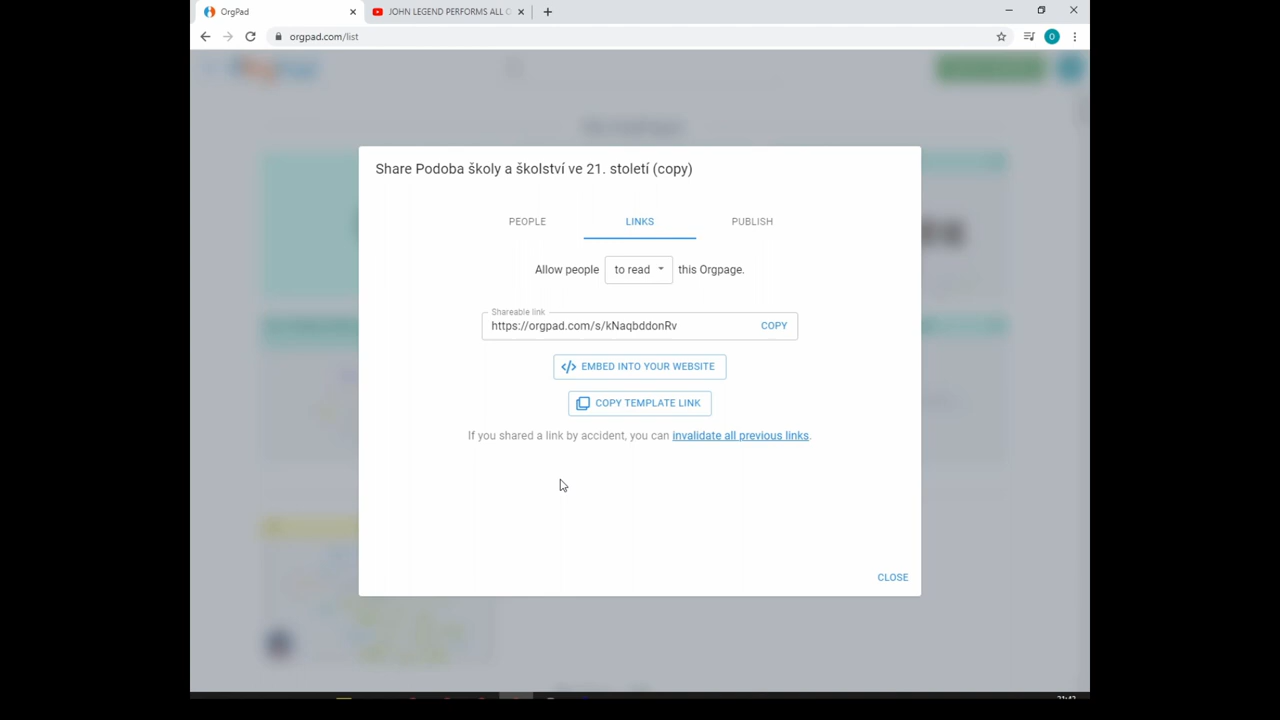 OrgPad
JOHN LEGEND PERFORMS ALL O
orgpad.com/list
O
Share Podoba školy a školství ve 21. století (copy)
PEOPLE
LINKS
PUBLISH
Allow people to read this Orgpage.
Shareable link
https://orgpad.com/s/kNaqbddonRv
COPY
EMBED INTO YOUR WEBSITE
COPY TEMPLATE LINK
If you shared a link by accident, you can invalidate all previous links.
CLOSE